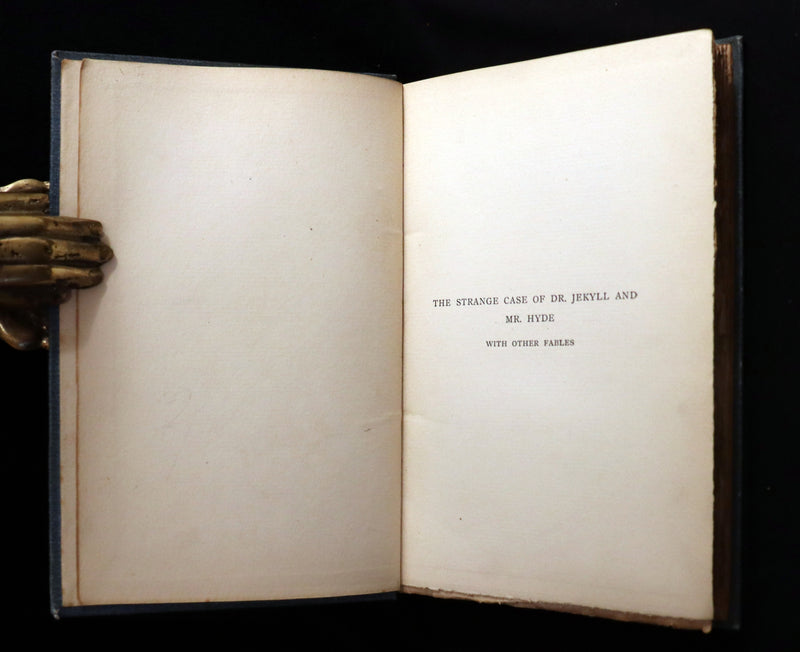 THE STRANGE CASE OF DR. JEKYLL AND
MR. HYDE
WITH OTHER FABLES